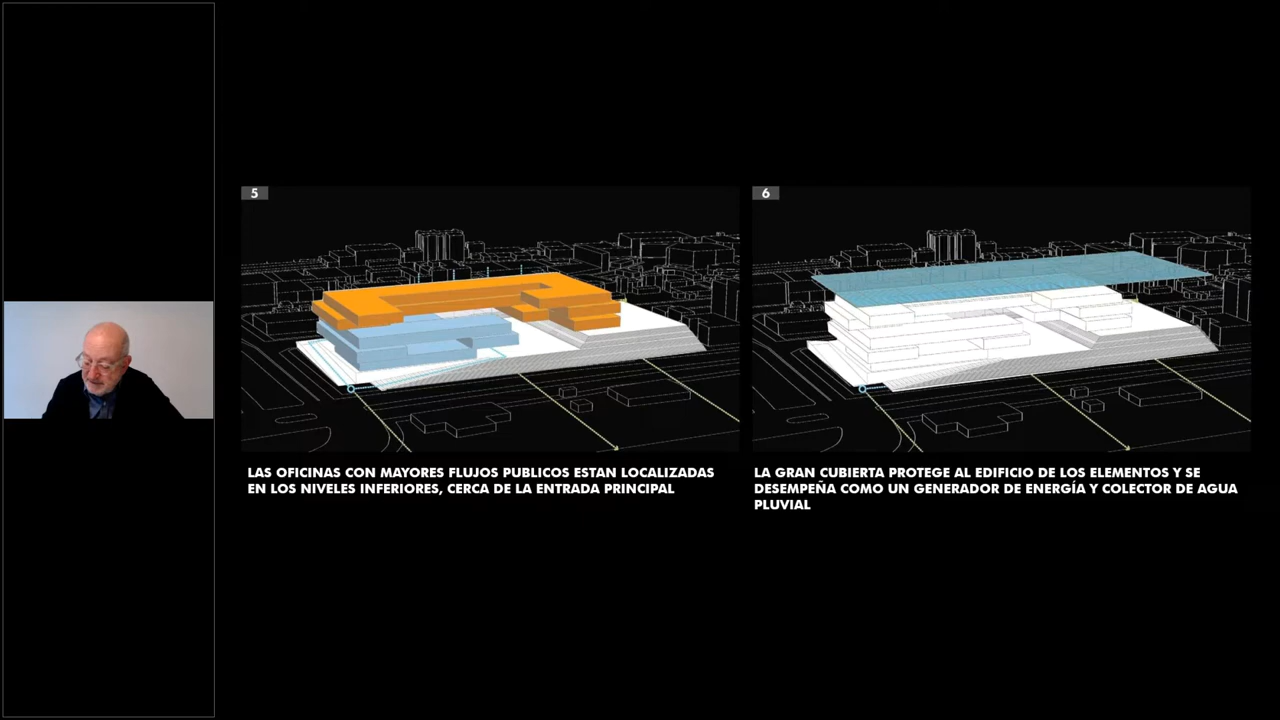 5
LAS OFICINAS CON MAYORES FLUJOS PUBLICOS ESTAN LOCALIZADAS
EN LOS NIVELES INFERIORES, CERCA DE LA ENTRADA PRINCIPAL
6
LA GRAN CUBIERTA PROTEGE AL EDIFICIO DE LOS ELEMENTOS Y SE
DESEMPEÑA COMO UN GENERADOR DE ENERGÍA Y COLECTOR DE AGUA
PLUVIAL